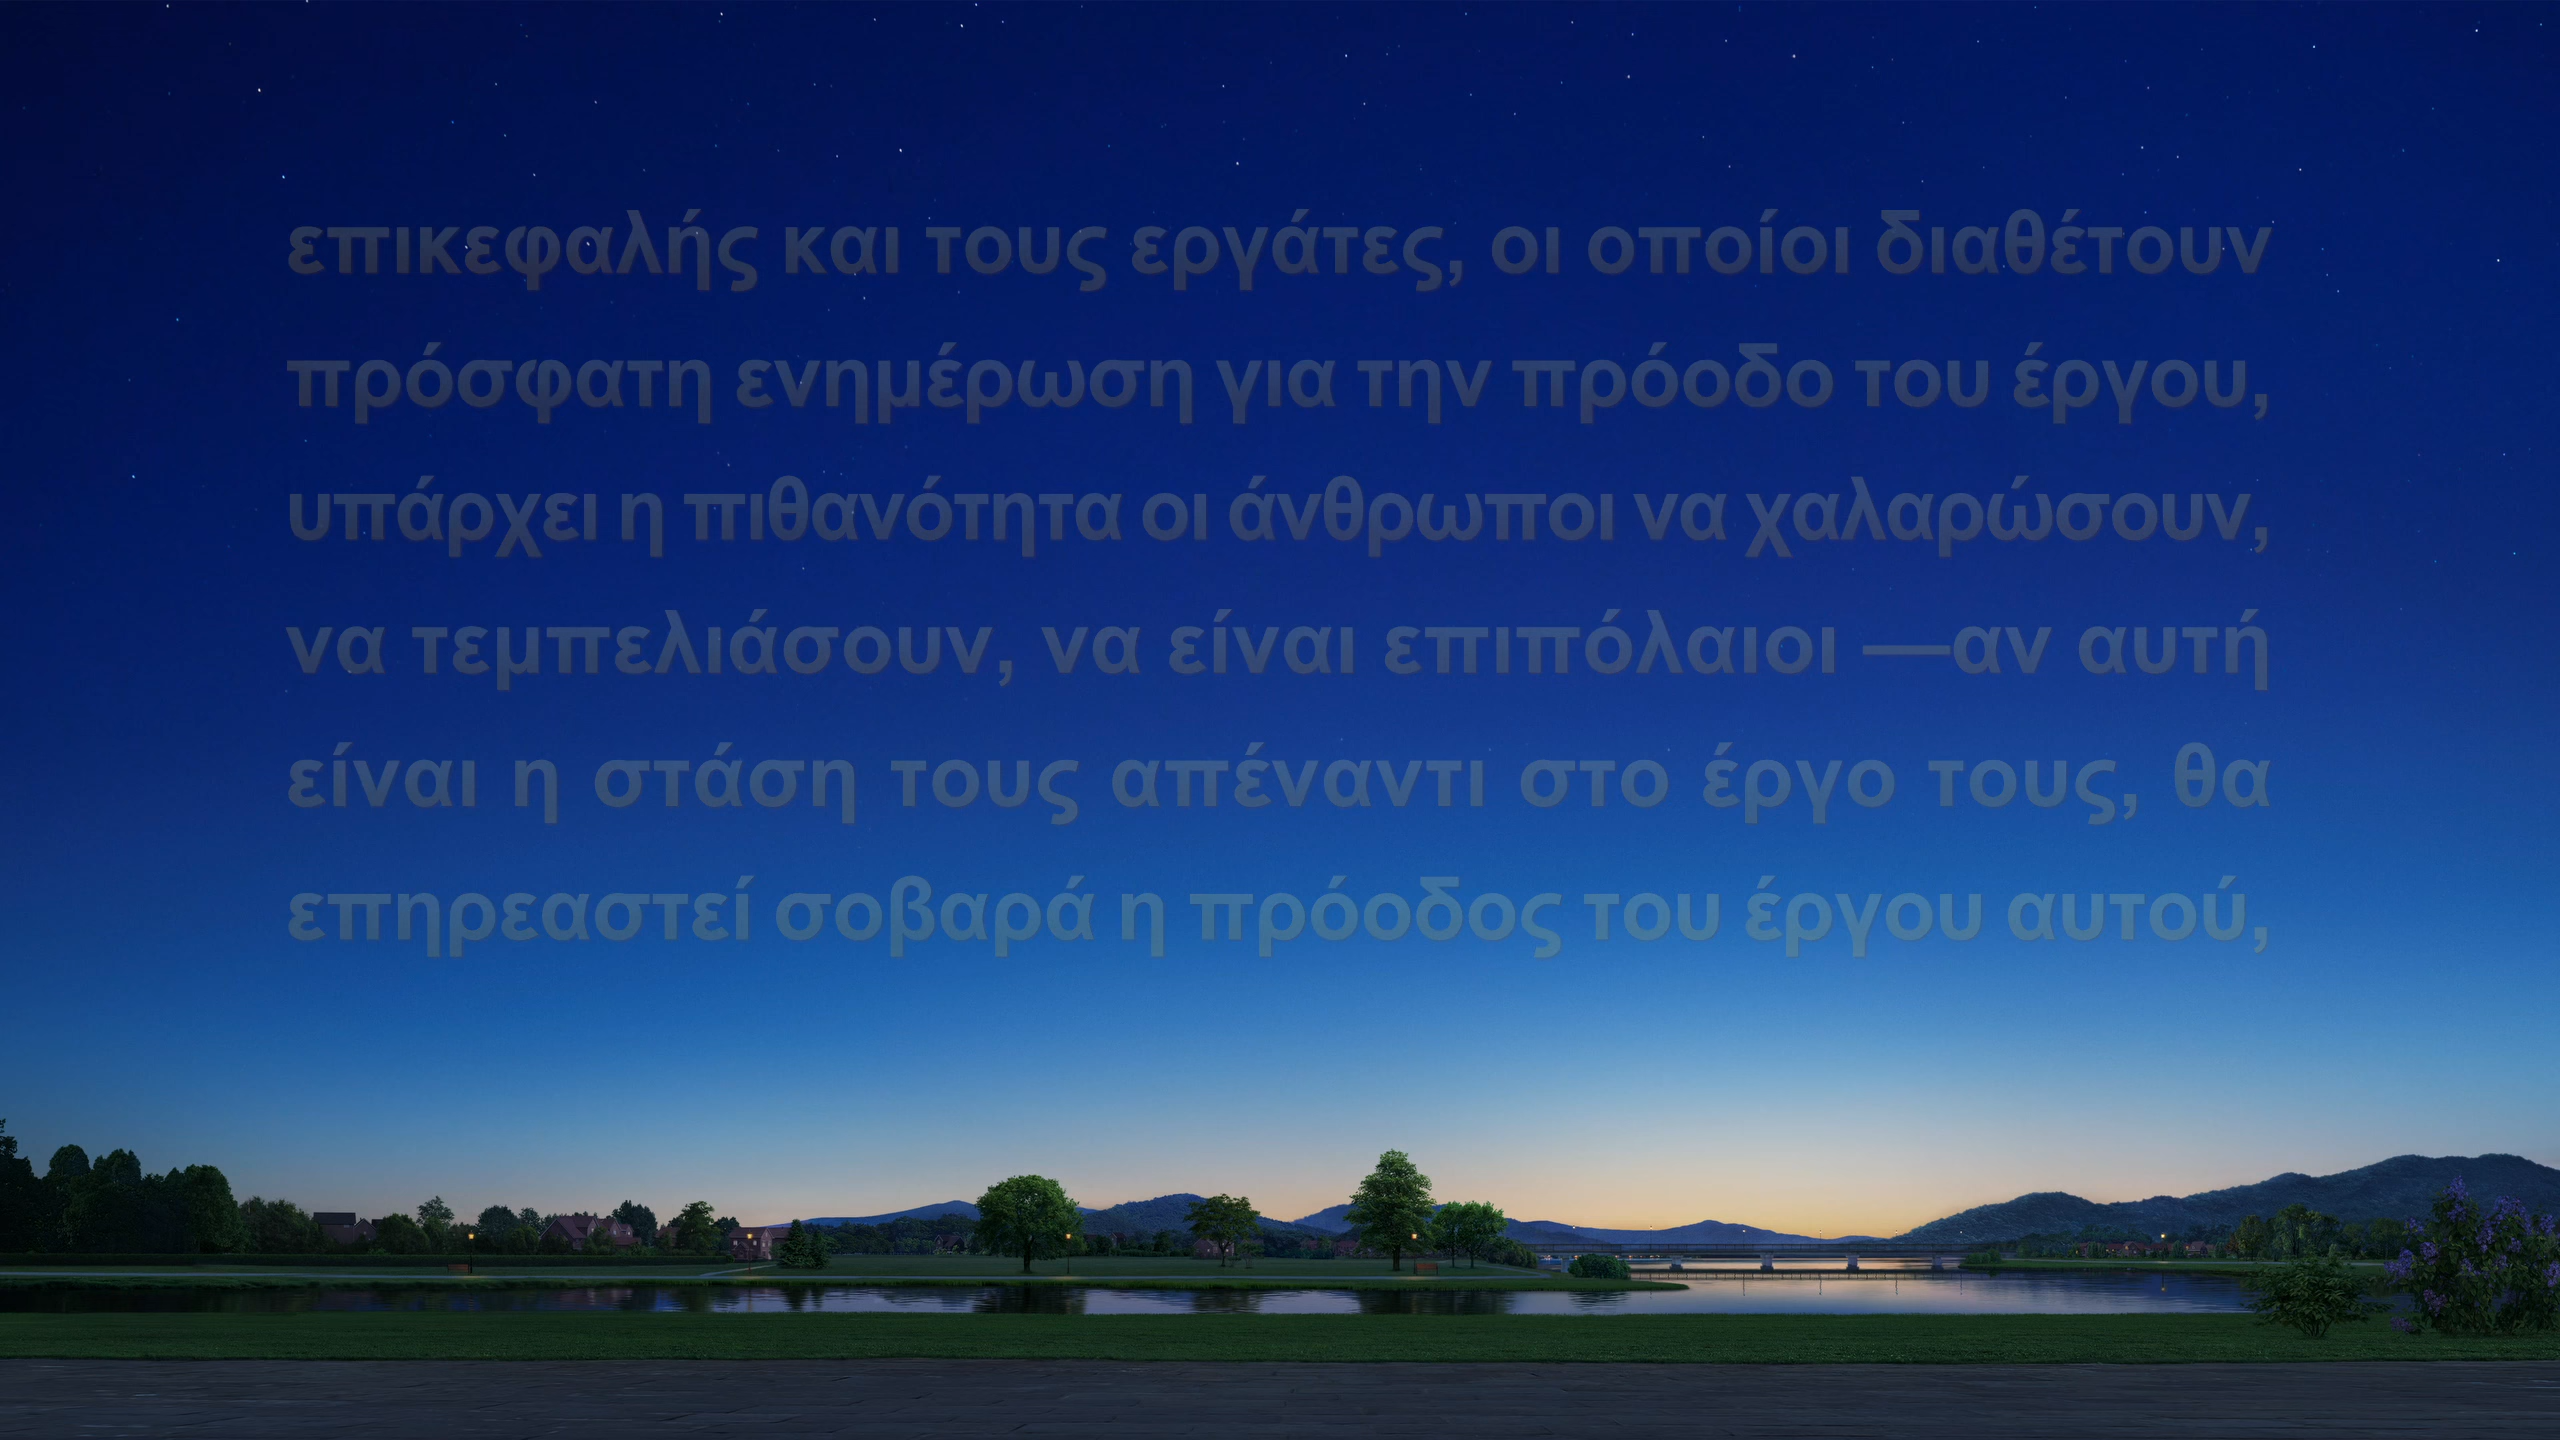 επικεφαλής και τους εργάτες, οι οποίοι διαθέτουν
πρόσφατη ενημέρωση για την πρόοδο του έργου,
υπάρχει η πιθανότητα οι άνθρωποι να χαλαρώσουν,
να τεμπελιάσουν, να είναι επιπόλαιοι —αν αυτή
είναι η στάση τους απέναντι στο έργο τους, θα
επηρεαστεί σοβαρά η πρόοδος του έργου αυτού,